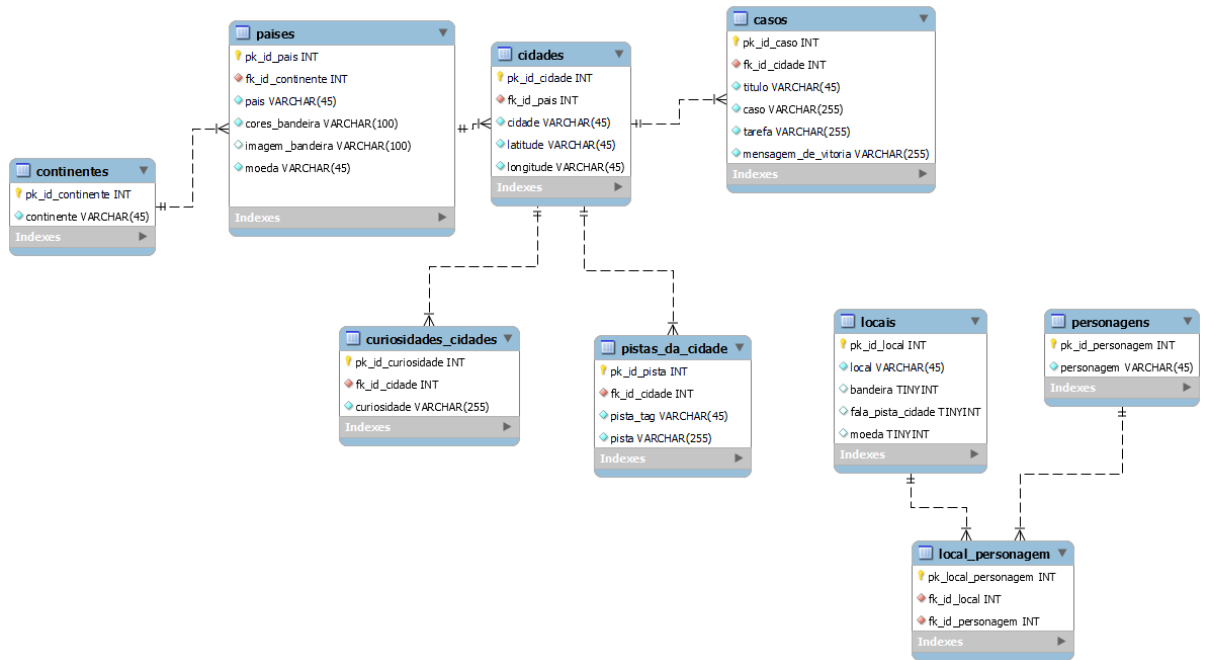 paises
pk_id_pais INT
fk_id_continente INT
pais VARCHAR(45)
cores_bandeira VARCHAR(100)
imagem_bandeira VARCHAR(100)
moeda VARCHAR(45)
Indexes
cidades
pk_id_cidade INT
fk_id_pais INT
cidade VARCHAR(45)
latitude VARCHAR(45)
longitude VARCHAR(45)
Indexes
casos
pk_id_caso INT
fk_id_cidade INT
titulo VARCHAR(45)
caso VARCHAR(255)
tarefa VARCHAR(255)
mensagem_de_vitoria VARCHAR(255)
Indexes
continentes
pk_id_continente INT
continente VARCHAR(45)
Indexes
curiosidades_cidades
pk_id_curiosidade INT
fk_id_cidade INT
curiosidade VARCHAR(255)
Indexes
pistas_da_cidade
pk_id_pista INT
fk_id_cidade INT
pista_tag VARCHAR(45)
pista VARCHAR(255)
Indexes
locais
pk_id_local INT
local VARCHAR(45)
bandeira TINYINT
fala_pista_cidade TINYINT
moeda TINYINT
Indexes
personagens
pk_id_personagem INT
personagem VARCHAR(45)
Indexes
local_personagem
pk_local_personagem INT
fk_id_local INT
fk_id_personagem INT
Indexes